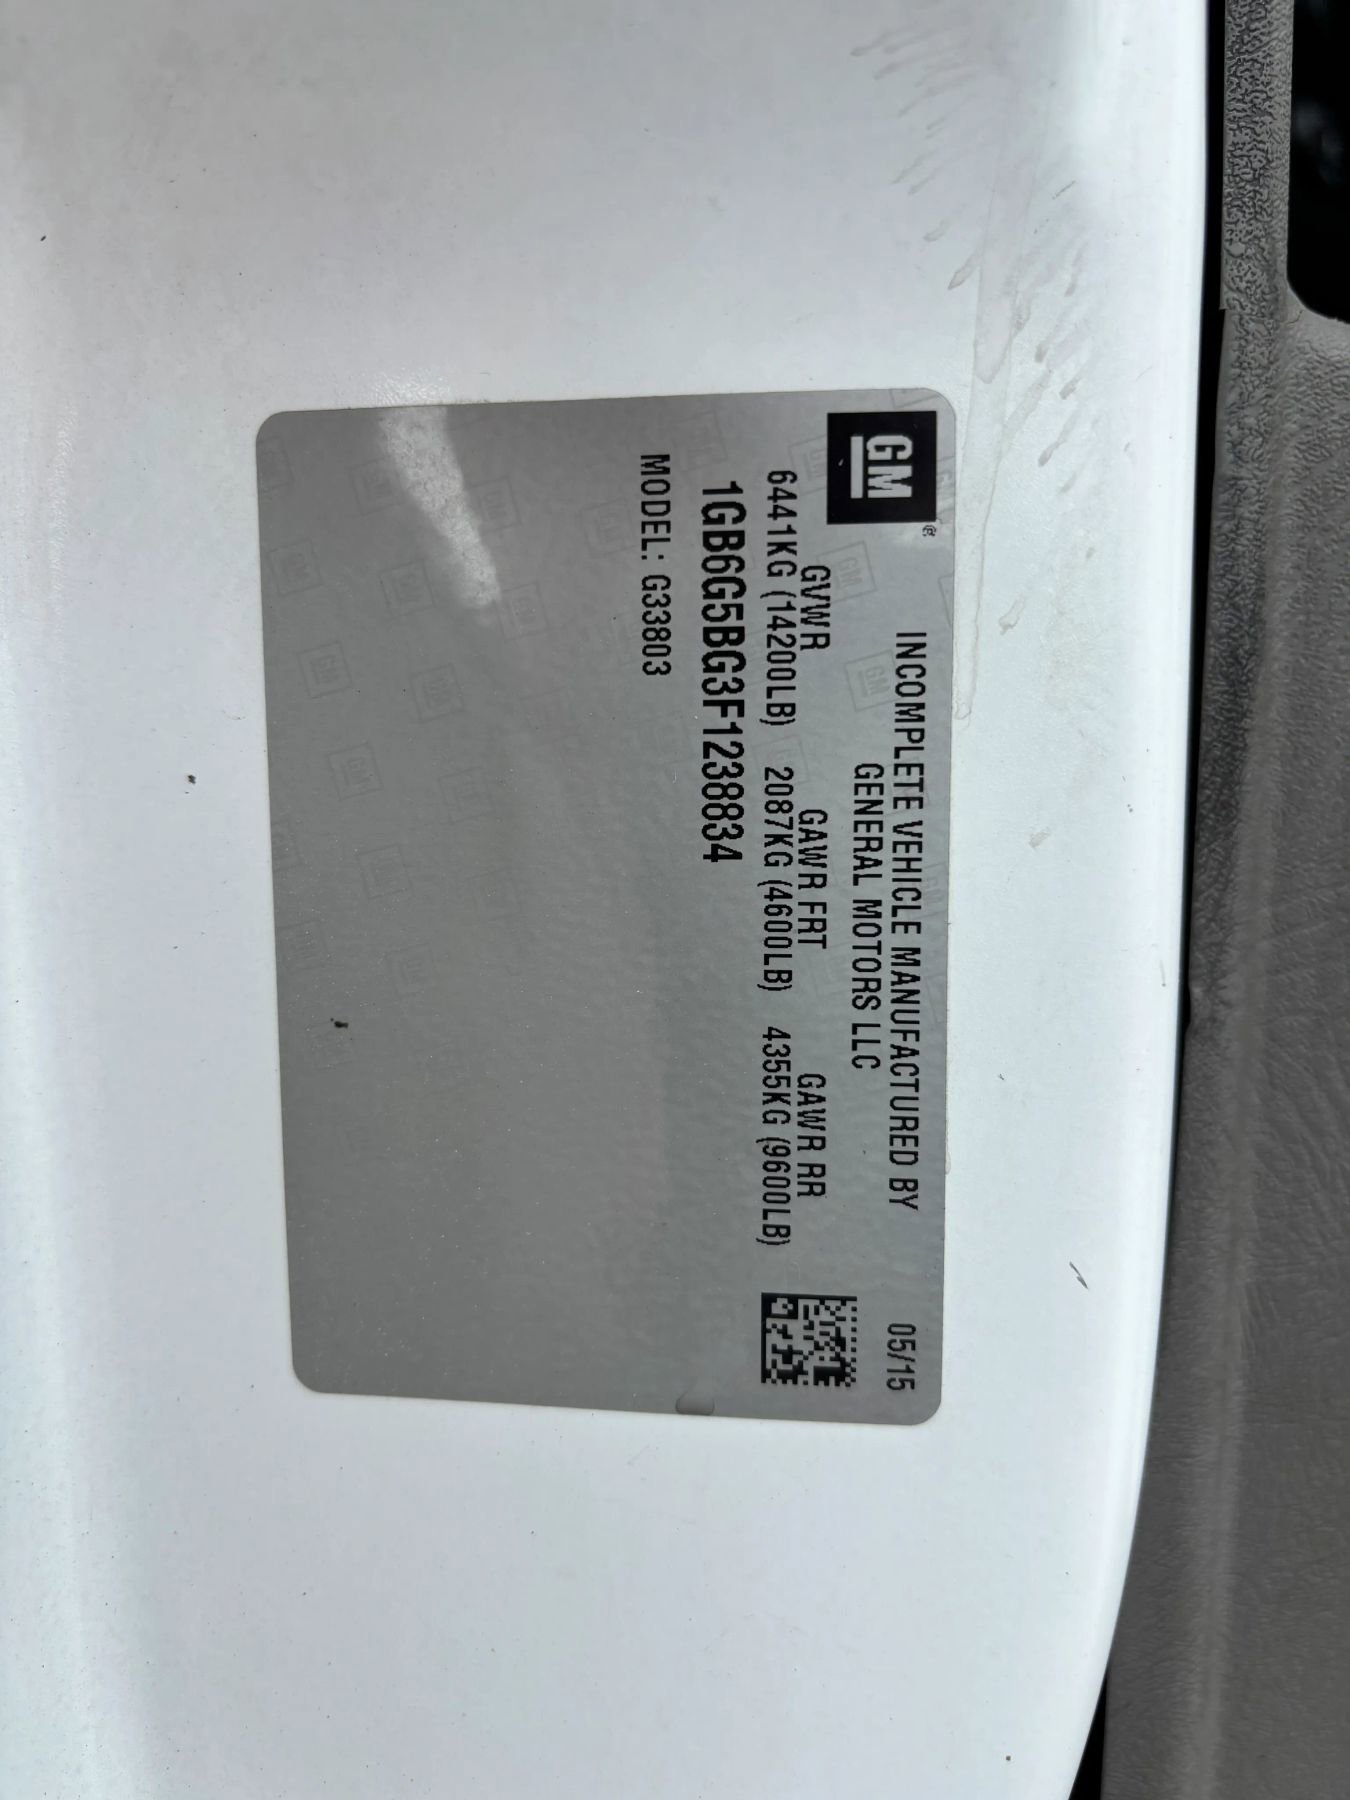 GM®
INCOMPLETE VEHICLE MANUFACTURED BY 05/15
GENERAL MOTORS LLC
GVWR GAWR FRT GAWR RR
6441KG (14200LB) 2087KG (4600LB) 4355KG (9600LB)
1GB6G5BG3F1238834
MODEL: G33803